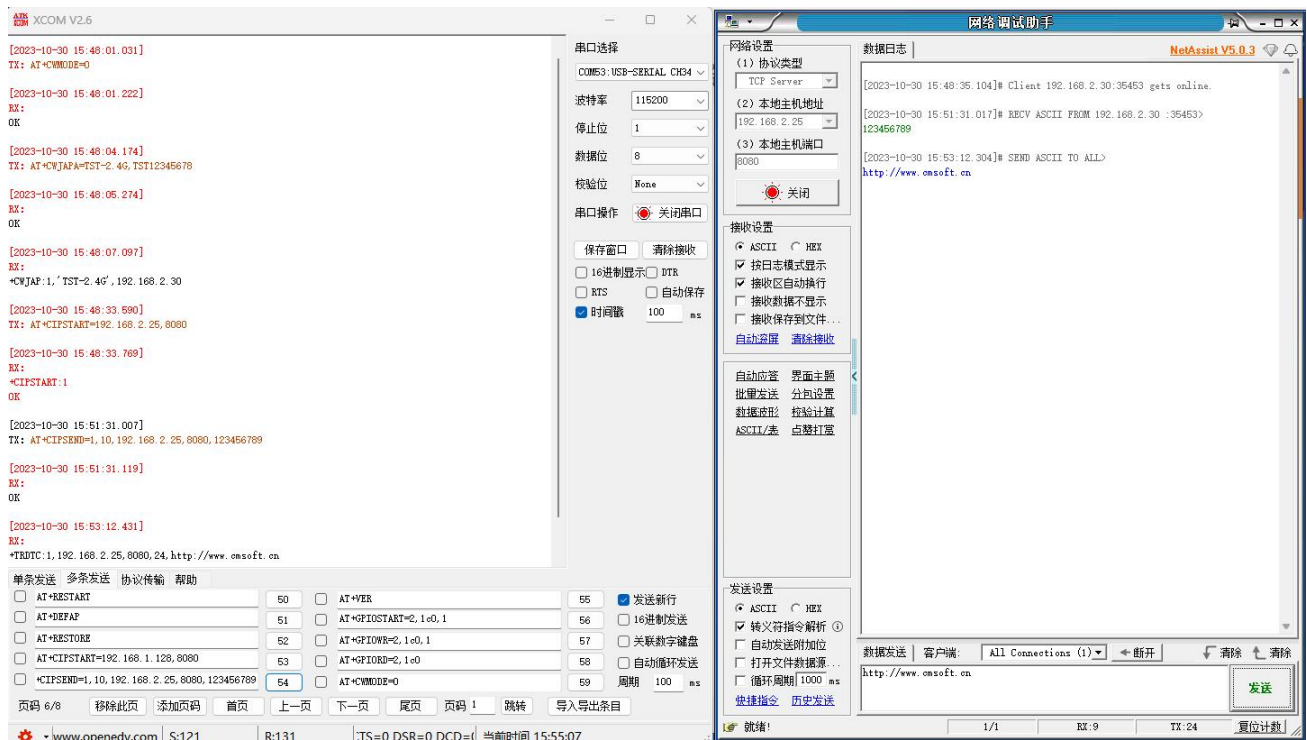 XCOM V2.6
[2023-10-30 15:48:01.031]
TX: AT+CWMODE=0
[2023-10-30 15:48:01.222]
RX:
OK
[2023-10-30 15:48:04.174]
TX: AT+CWJAPA=TST-2.4G,TST12345678
[2023-10-30 15:48:05.274]
RX:
OK
[2023-10-30 15:48:07.097]
RX:
+CWJAP:1,'TST-2.4G',192.168.2.30
[2023-10-30 15:48:33.590]
TX: AT+CIPSTART=192.168.2.25,8080
[2023-10-30 15:48:33.769]
RX:
+CIPSTART:1
OK
[2023-10-30 15:51:31.007]
TX: AT+CIPSEND=1,10,192.168.2.25,8080,123456789
[2023-10-30 15:51:31.119]
RX:
OK
[2023-10-30 15:53:12.431]
RX:
+TRDTC:1,192.168.2.25,8080,24,http://www.cmsoft.cn
串口选择
COM53:USB-SERIAL CH34
波特率 115200
停止位 1
数据位 8
校验位 None
串口操作 关闭串口
保存窗口 清除接收
16进制显示 DTR
RTS 自动保存
时间戳 100 ms
单条发送 多条发送 协议传输 帮助
AT+RESTART 50 AT+VER 55 发送新行
AT+DEFAP 51 AT+GPIOSTART=2,1c0,1 56 16进制发送
AT+RESTORE 52 AT+GPIOWR=2,1c0,1 57 关联数字键盘
AT+CIPSTART=192.168.1.128,8080 53 AT+GPIORD=2,1c0 58 自动循环发送
+CIPSEND=1,10,192.168.2.25,8080,123456789 54 AT+CWMODE=0 59 周期 100 ms
页码 6/8 移除此页 添加页码 首页 上一页 下一页 尾页 页码 1 跳转 导入导出条目
www.openedv.com S:121 R:131 :TS=0 DSR=0 DCD=( 当前时间 15:55:07
网络调试助手
网络设置
(1) 协议类型
TCP Server
(2) 本地主机地址
192.168.2.25
(3) 本地主机端口
8080
关闭
接收设置
ASCII HEX
按日志模式显示
接收区自动换行
接收数据不显示
接收保存到文件...
自动滚屏 清除接收
自动应答 界面主题
批量发送 分包设置
数据波形 校验计算
ASCII/表 点赞打赏
发送设置
ASCII HEX
转义符指令解析
自动发送附加位
打开文件数据源...
循环周期 1000 ms
快捷指令 历史发送
数据日志 NetAssist V5.0.3
[2023-10-30 15:48:35.104]# Client 192.168.2.30:35453 gets online.
[2023-10-30 15:51:31.017]# RECV ASCII FROM 192.168.2.30 :35453>
123456789
[2023-10-30 15:53:12.304]# SEND ASCII TO ALL>
http://www.cmsoft.cn
数据发送 客户端: All Connections (1) 断开 清除 清除
http://www.cmsoft.cn
发送
就绪! 1/1 RX:9 TX:24 复位计数